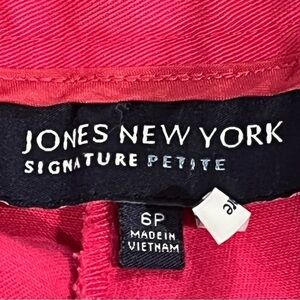 JONES NEW YORK
SIGNATURE PETITE
6P
MADE IN
VIETNAM